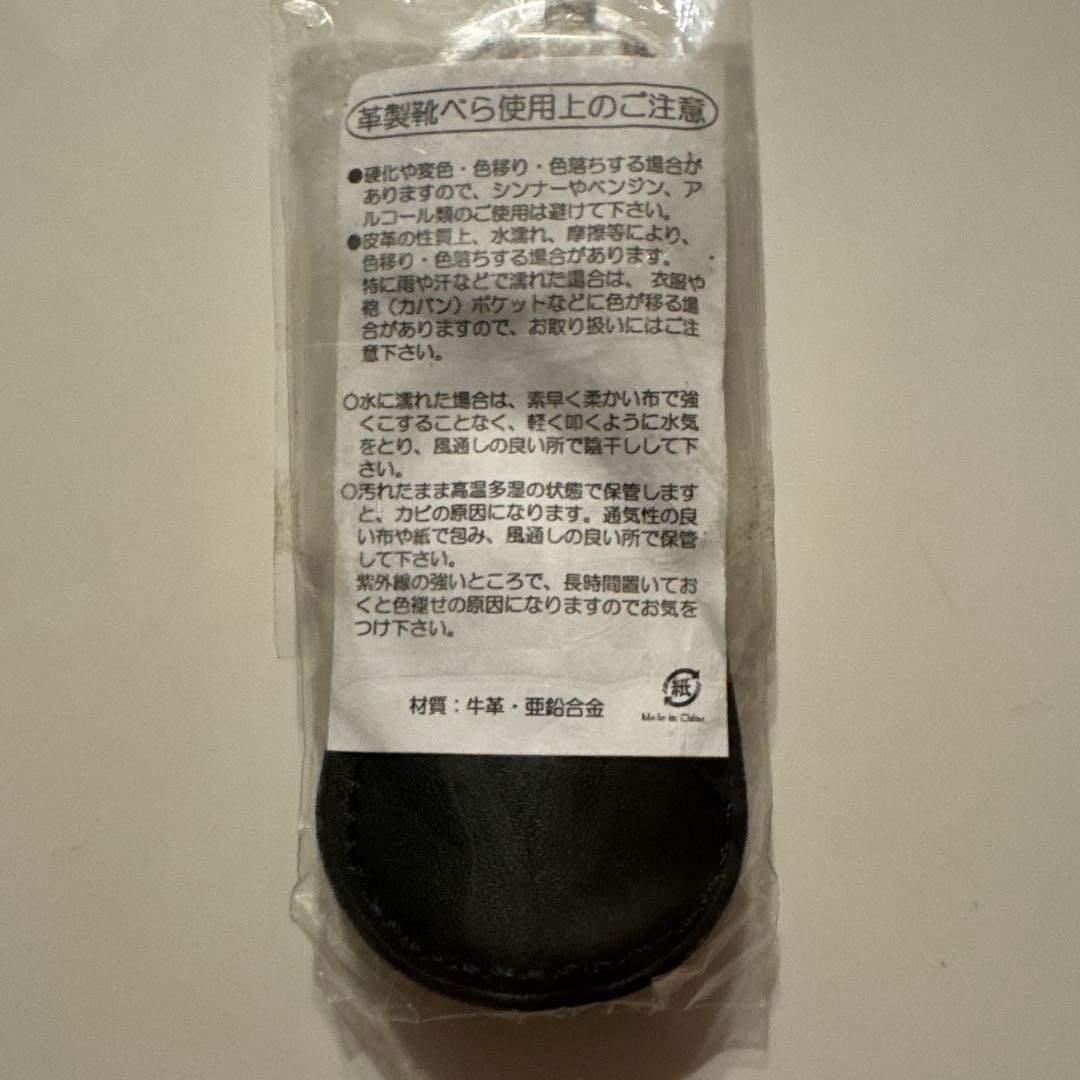 革製靴べら使用上のご注意
●硬化や変色・色移り・色落ちする場合が
ありますので、シンナーやベンジン、ア
ルコール類のご使用は避けて下さい。
●皮革の性質上、水濡れ、摩擦等により、
色移り・色落ちする場合があります。
特に雨や汗などで濡れた場合は、衣服や
鞄（カバン）ポケットなどに色が移る場
合がありますので、お取り扱いにはご注
意下さい。
○水に濡れた場合は、素早く柔かい布で強
くこすることなく、軽く叩くように水気
をとり、風通しの良い所で陰干しして下
さい。
○汚れたまま高温多湿の状態で保管します
と、カビの原因になります。通気性の良
い布や紙で包み、風通しの良い所で保管
して下さい。
紫外線の強いところで、長時間置いてお
くと色褪せの原因になりますのでお気を
つけ下さい。
紙
材質：牛革・亜鉛合金
Made in China